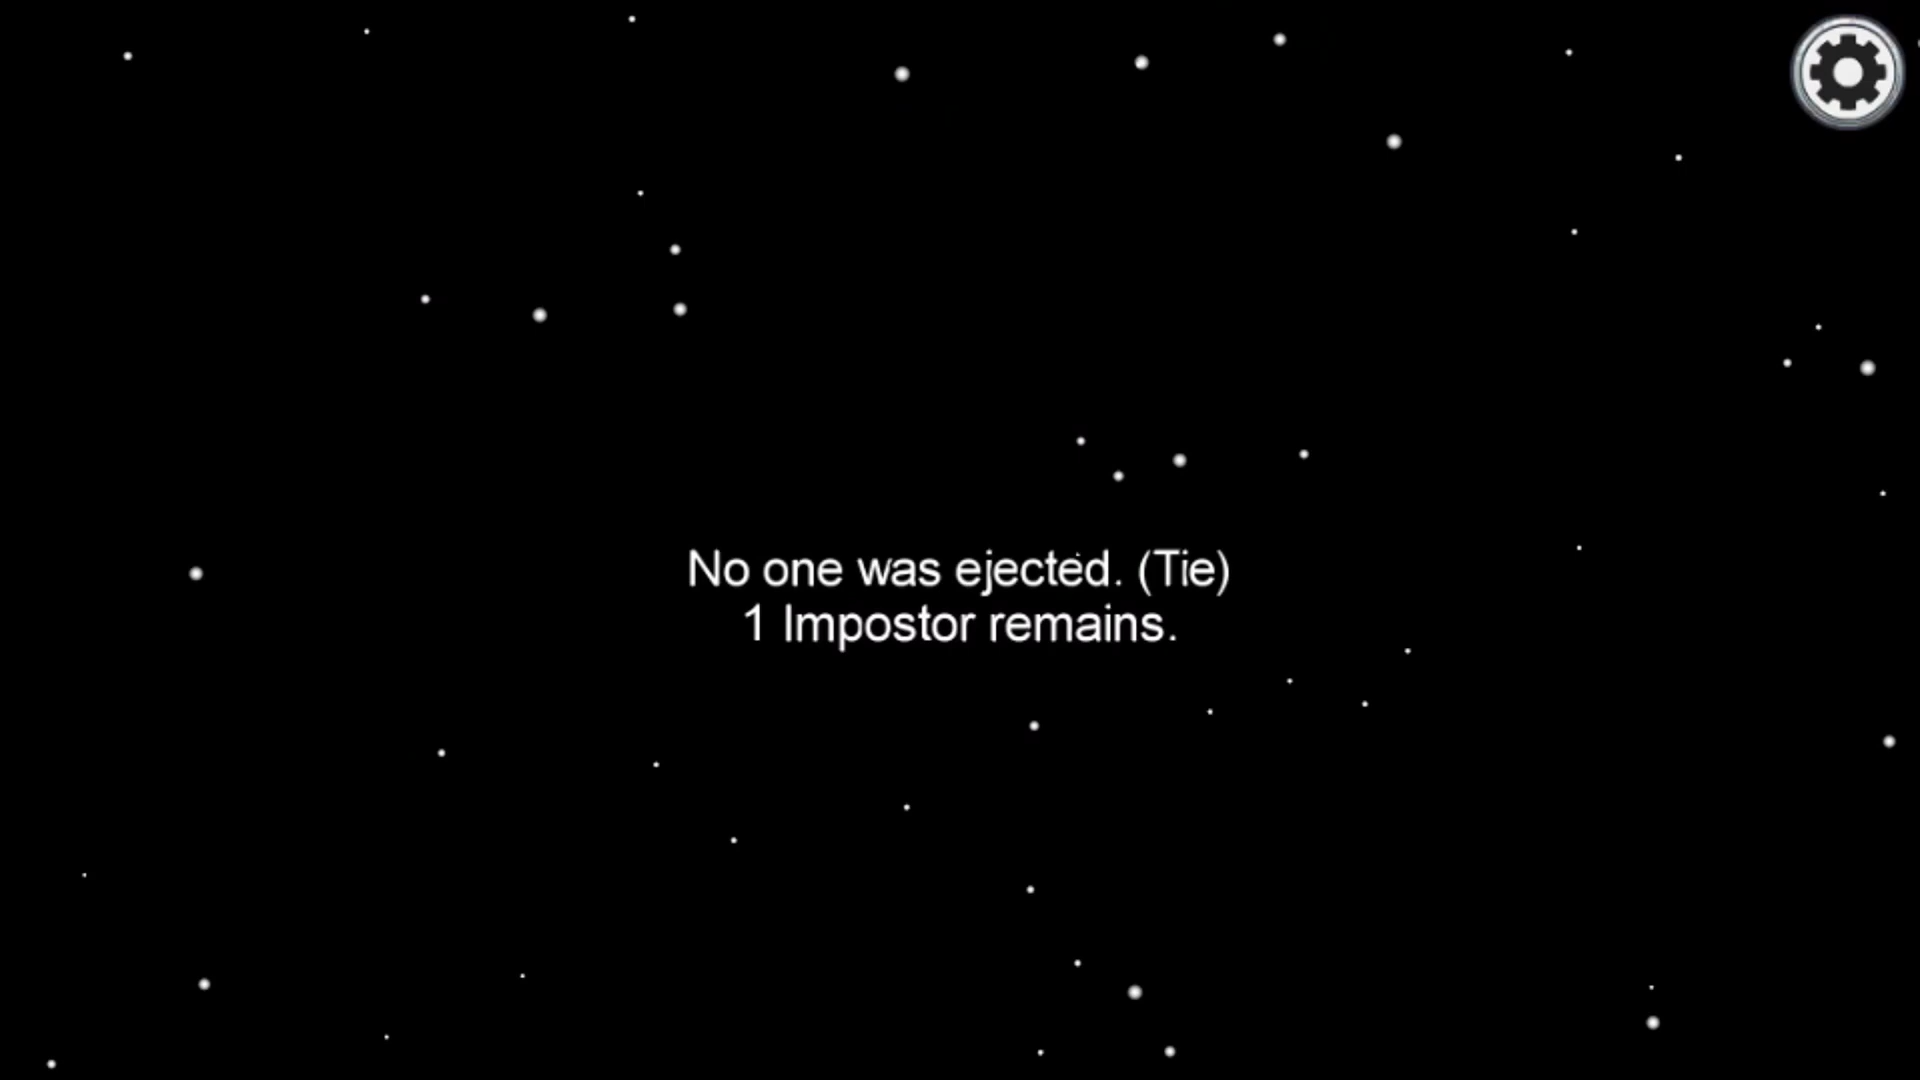 No one was ejected. (Tie)
1 Impostor remains.